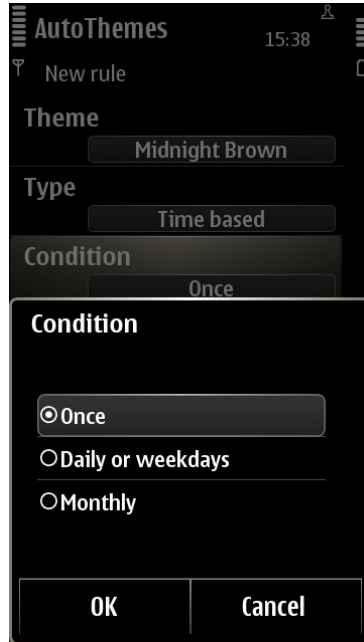 AutoThemes
15:38
New rule
Theme
Midnight Brown
Type
Time based
Condition
Once
Condition
Once
Daily or weekdays
Monthly
OK
Cancel